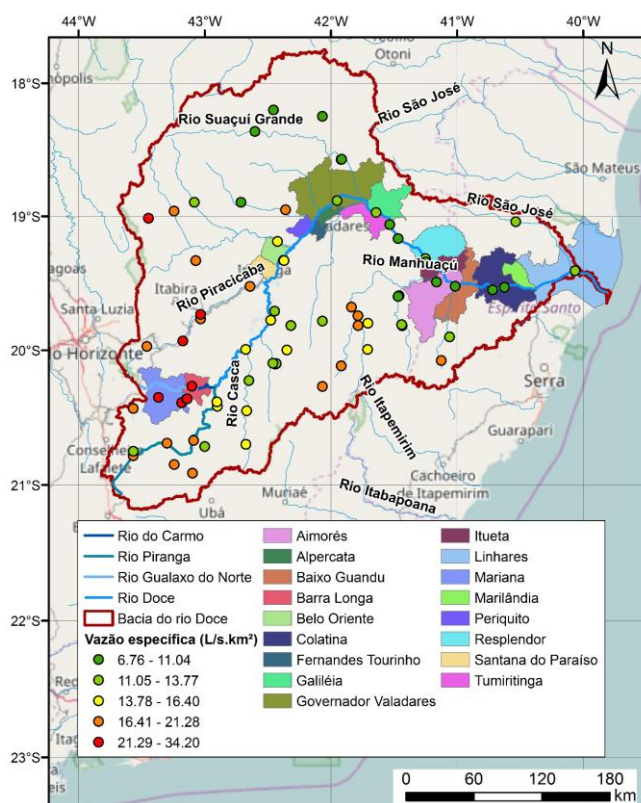 44°W 43°W 42°W 41°W 40°W
N
Otoni
18°S
Rio São José
Rio Suaçuí Grande
São Mateus
19°S
Rio São José
Rio Manhuaçú
Rio Piracicaba
Itabira
Santa Luzia
Espírito Santo
20°S
Horizonte
Rio Casca
Serra
Rio Itapemirim
Guarapari
Conselheiro
Lafaiete
Cachoeiro
de Itapemirim
21°S
Ubá
Muriaé
Rio Itabapoana
Rio do Carmo
Rio Piranga
Rio Gualaxo do Norte
Rio Doce
Bacia do rio Doce
Vazão específica (L/s.km²)
6.76 - 11.04
11.05 - 13.77
13.78 - 16.40
16.41 - 21.28
21.29 - 34.20
Aimorés
Alpercata
Baixo Guandu
Barra Longa
Belo Oriente
Colatina
Fernandes Tourinho
Galiléia
Governador Valadares
Itueta
Linhares
Mariana
Marilândia
Periquito
Resplendor
Santana do Paraíso
Tumiritinga
22°S
23°S
0 60 120 180
km